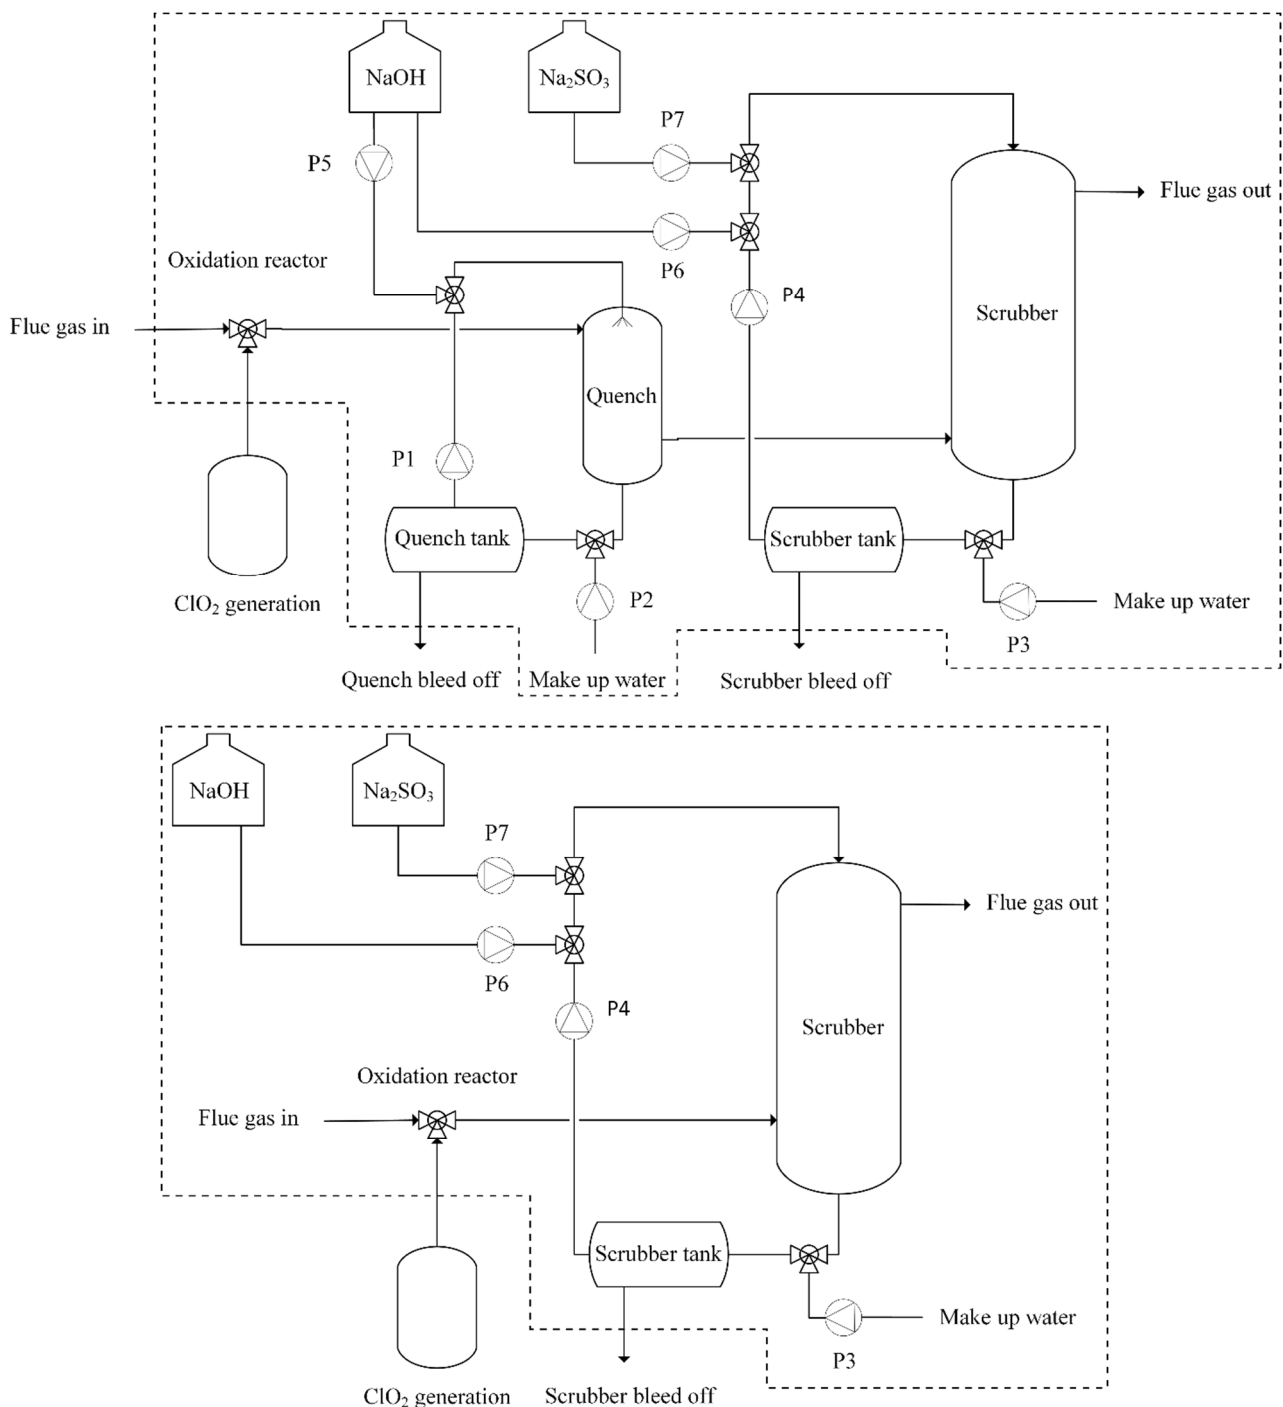 NaOH
Na₂SO₃
P7
P5
Flue gas out
P6
Oxidation reactor
P4
Scrubber
Flue gas in
Quench
P1
Quench tank
Scrubber tank
P2
Make up water
ClO₂ generation
P3
Quench bleed off
Make up water
Scrubber bleed off
NaOH
Na₂SO₃
P7
Flue gas out
P6
P4
Scrubber
Oxidation reactor
Flue gas in
Scrubber tank
Make up water
P3
ClO₂ generation
Scrubber bleed off